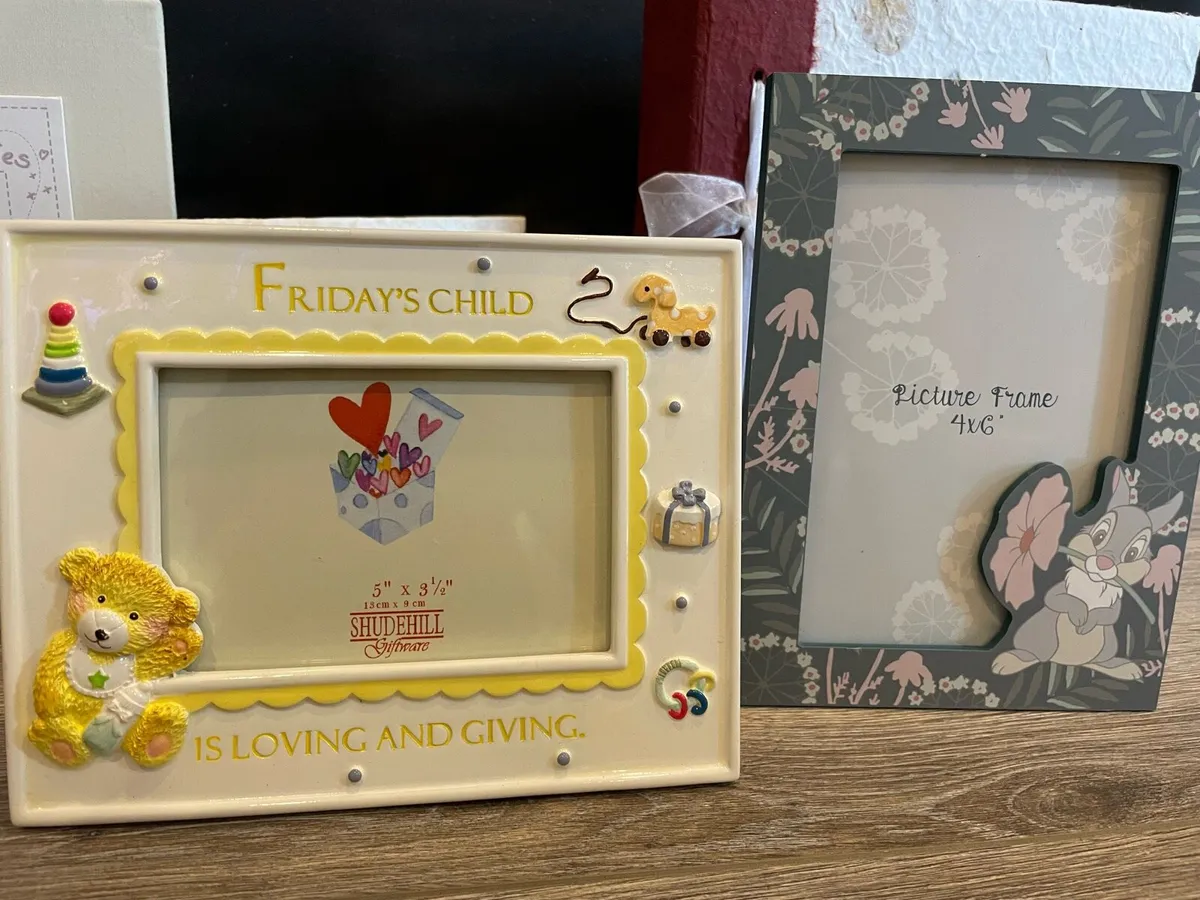 FRIDAY'S CHILD
5" x 3½"
13cm x 9cm
SHUDEHILL
Giftware
IS LOVING AND GIVING.
Picture Frame
4x6"